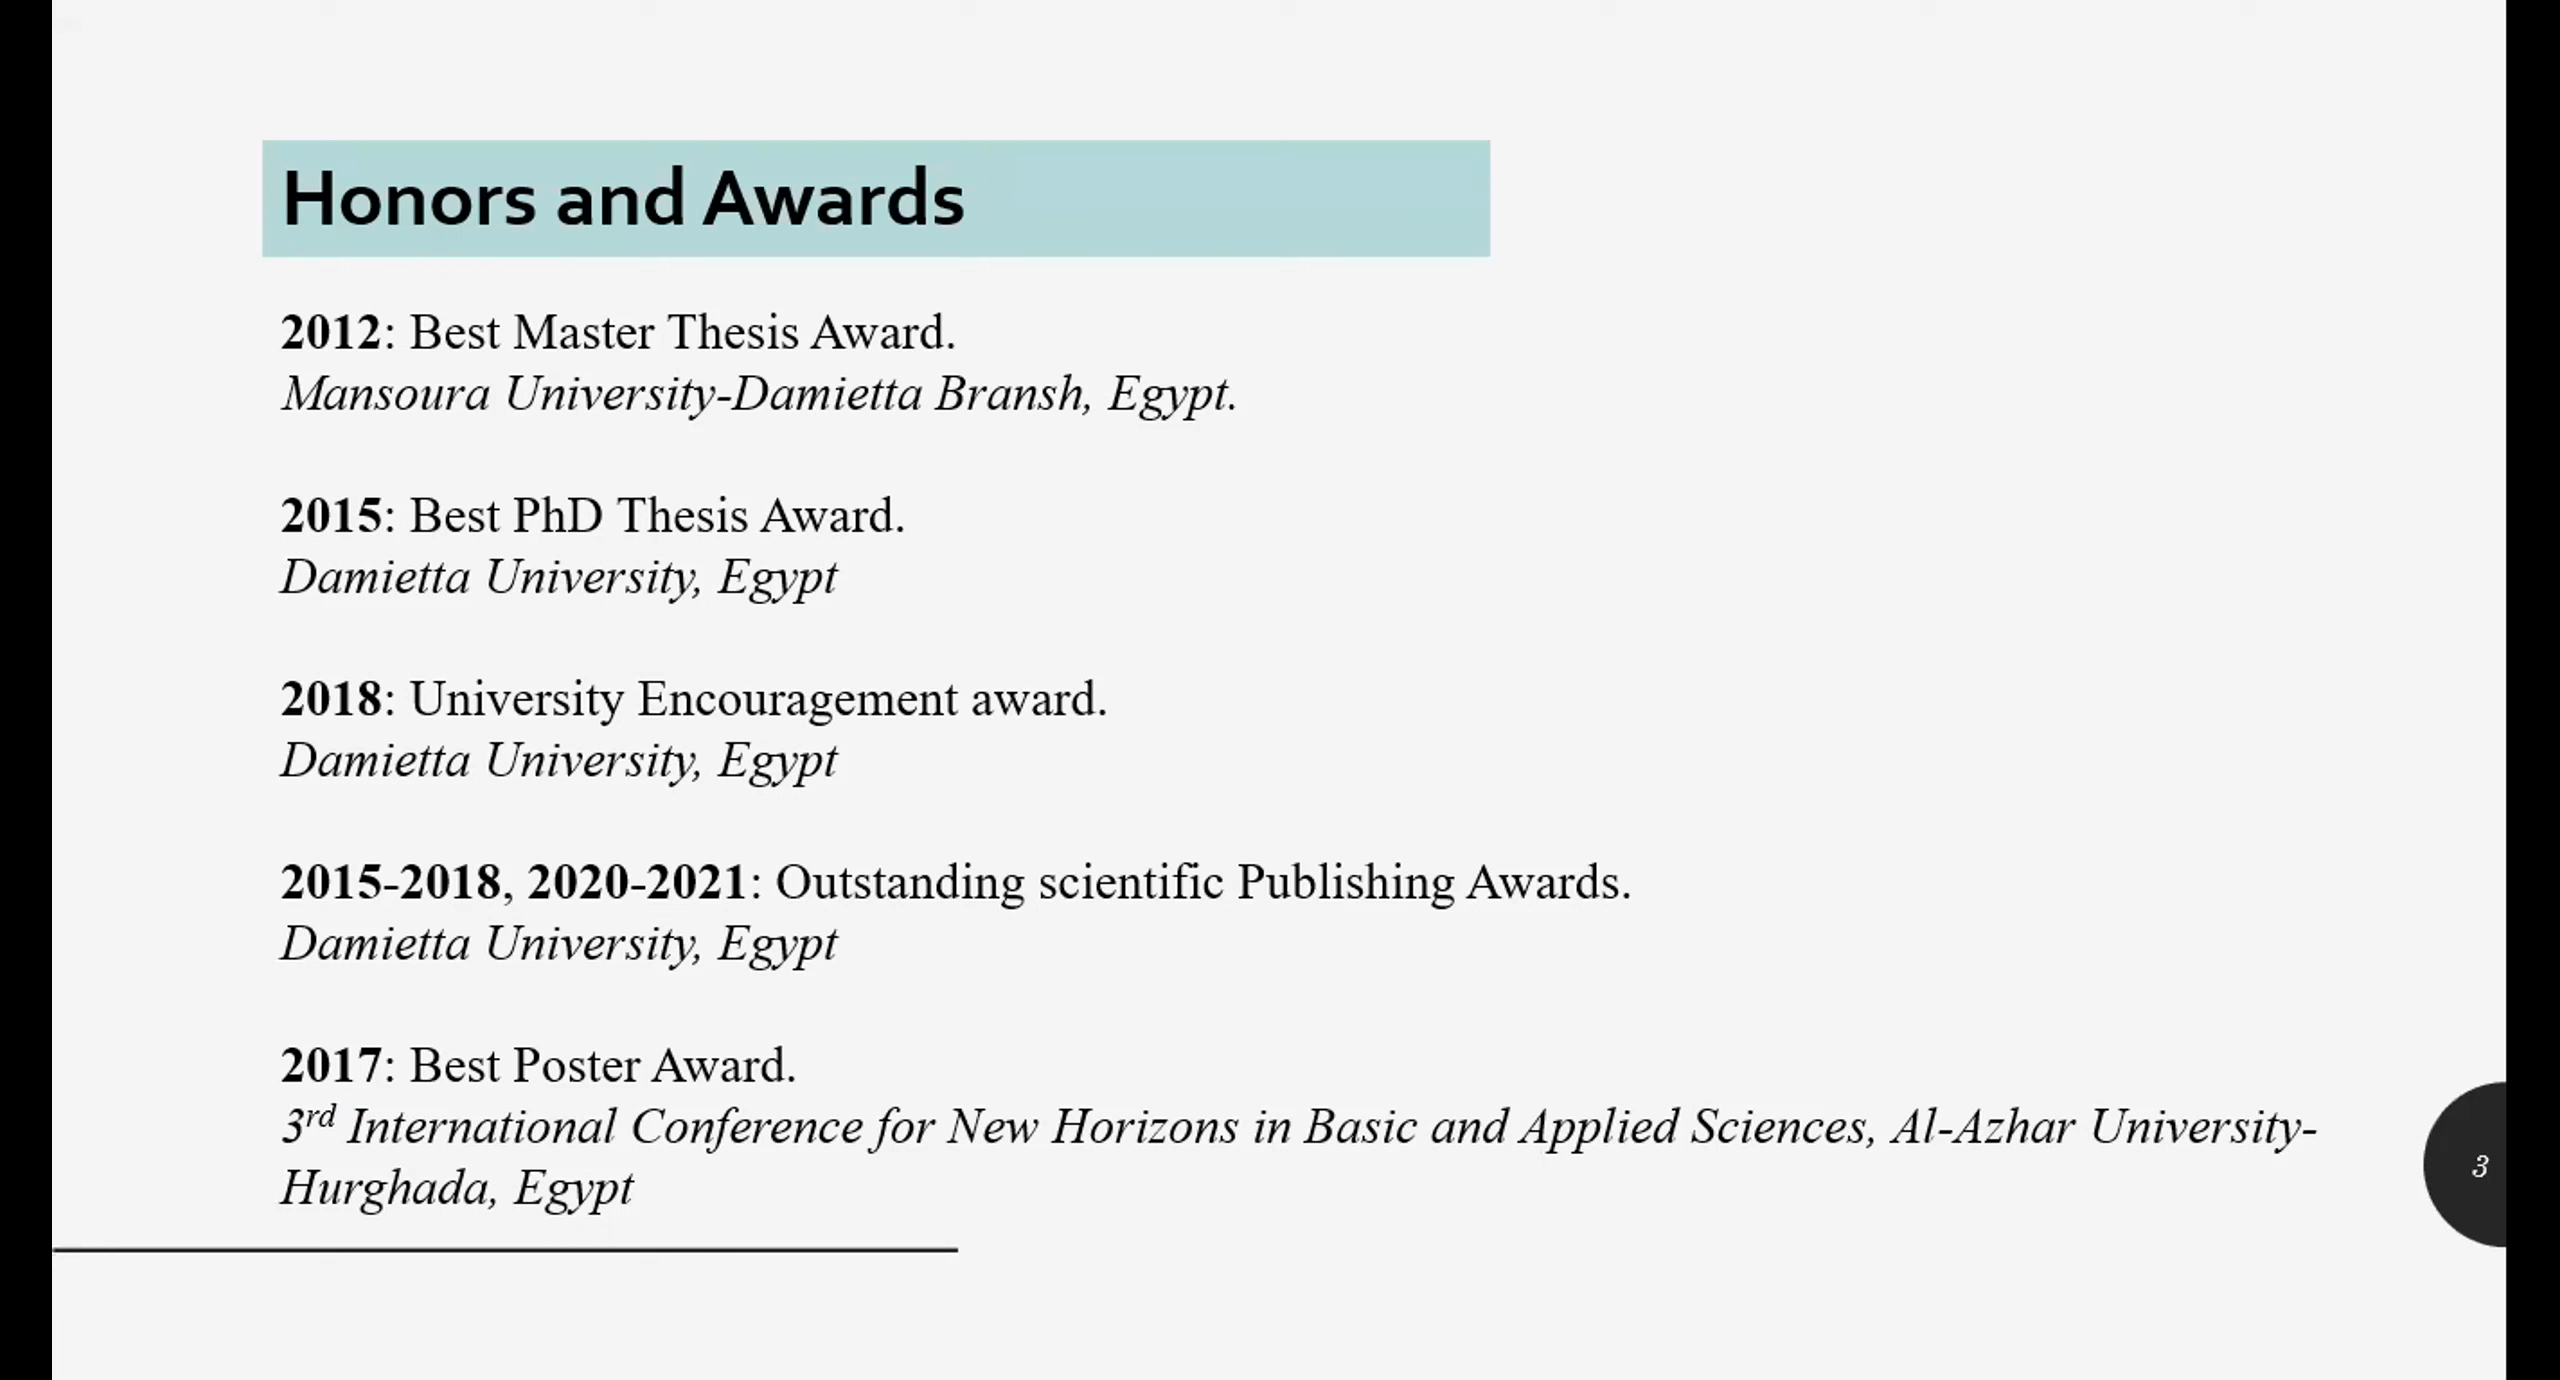 Honors and Awards
2012: Best Master Thesis Award.
Mansoura University-Damietta Bransh, Egypt.
2015: Best PhD Thesis Award.
Damietta University, Egypt
2018: University Encouragement award.
Damietta University, Egypt
2015-2018, 2020-2021: Outstanding scientific Publishing Awards.
Damietta University, Egypt
2017: Best Poster Award.
3rd International Conference for New Horizons in Basic and Applied Sciences, Al-Azhar University-
Hurghada, Egypt
3